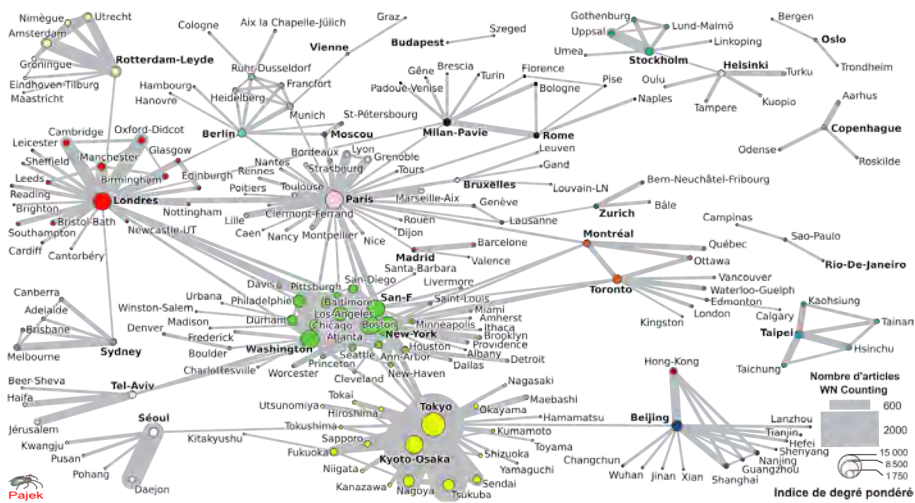 Nimègue
Utrecht
Amsterdam
Groningue
Eindhoven-Tilburg
Maastricht
Rotterdam-Leyde
Cologne
Aix la Chapelle-Jülich
Graz
Vienne
Budapest
Szeged
Ruhr-Dusseldorf
Francfort
Heidelberg
Munich
Hambourg
Hanovre
Berlin
St-Pétersbourg
Moscou
Gêne
Brescia
Turin
Padoue-Venise
Milan-Pavie
Florence
Bologne
Pise
Naples
Rome
Gothenburg
Lund-Malmö
Uppsal
Linkoping
Umea
Stockholm
Helsinki
Oulu
Turku
Kuopio
Tampere
Bergen
Oslo
Trondheim
Aarhus
Copenhague
Odense
Roskilde
Cambridge
Oxford-Didcot
Leicester
Manchester
Glasgow
Sheffield
Leeds
Birmingham
Edinburgh
Reading
Londres
Brighton
Nottingham
Bristol-Bath
Newcastle-UT
Southampton
Cardiff
Cantorbéry
Bordeaux
Lyon
Grenoble
Nantes
Strasbourg
Rennes
Tours
Poitiers
Toulouse
Paris
Marseille-Aix
Clermont-Ferrand
Lille
Rouen
Caen
Nancy
Montpellier
Dijon
Nice
Leuven
Gand
Bruxelles
Louvain-LN
Genève
Lausanne
Bern-Neuchâtel-Fribourg
Bâle
Zurich
Madrid
Barcelone
Valence
Montréal
Québec
Ottawa
Toronto
Vancouver
Waterloo-Guelph
Edmonton
Calgary
London
Kingston
Campinas
Sao-Paulo
Rio-De-Janeiro
Kaohsiung
Tainan
Taipei
Hsinchu
Taichung
Canberra
Adelaide
Brisbane
Melbourne
Sydney
Santa-Barbara
Livermore
Davis
Pittsburgh
San-Diego
Urbana
Philadelphie
Baltimore
San-F
Saint-Louis
Winston-Salem
Los-Angeles
Miami
Madison
Durham
Chicago
Boston
Minneapolis
Amherst
Ithaca
Denver
Frederick
Atlanta
New-York
Brooklyn
Providence
Boulder
Washington
Seattle
Houston
Albany
Charlottesville
Princeton
Ann-Arbor
Dallas
Detroit
Worcester
Cleveland
New-Haven
Beer-Sheva
Tel-Aviv
Haifa
Jérusalem
Séoul
Kwangju
Pusan
Pohang
Daejon
Kitakyushu
Tokai
Utsunomiya
Hiroshima
Tokyo
Okayama
Nagasaki
Maebashi
Tokushima
Hamamatsu
Sapporo
Kumamoto
Fukuoka
Kyoto-Osaka
Toyama
Shizuoka
Niigata
Yamaguchi
Kanazawa
Nagoya
Sendai
Tsukuba
Hong-Kong
Beijing
Lanzhou
Tianjin
Hefei
Shenyang
Nanjing
Guangzhou
Shanghai
Changchun
Wuhan
Jinan
Xian
Nombre d'articles
WN Counting
600
2000
15 000
8 500
1 750
Indice de degré pondéré
Pajek